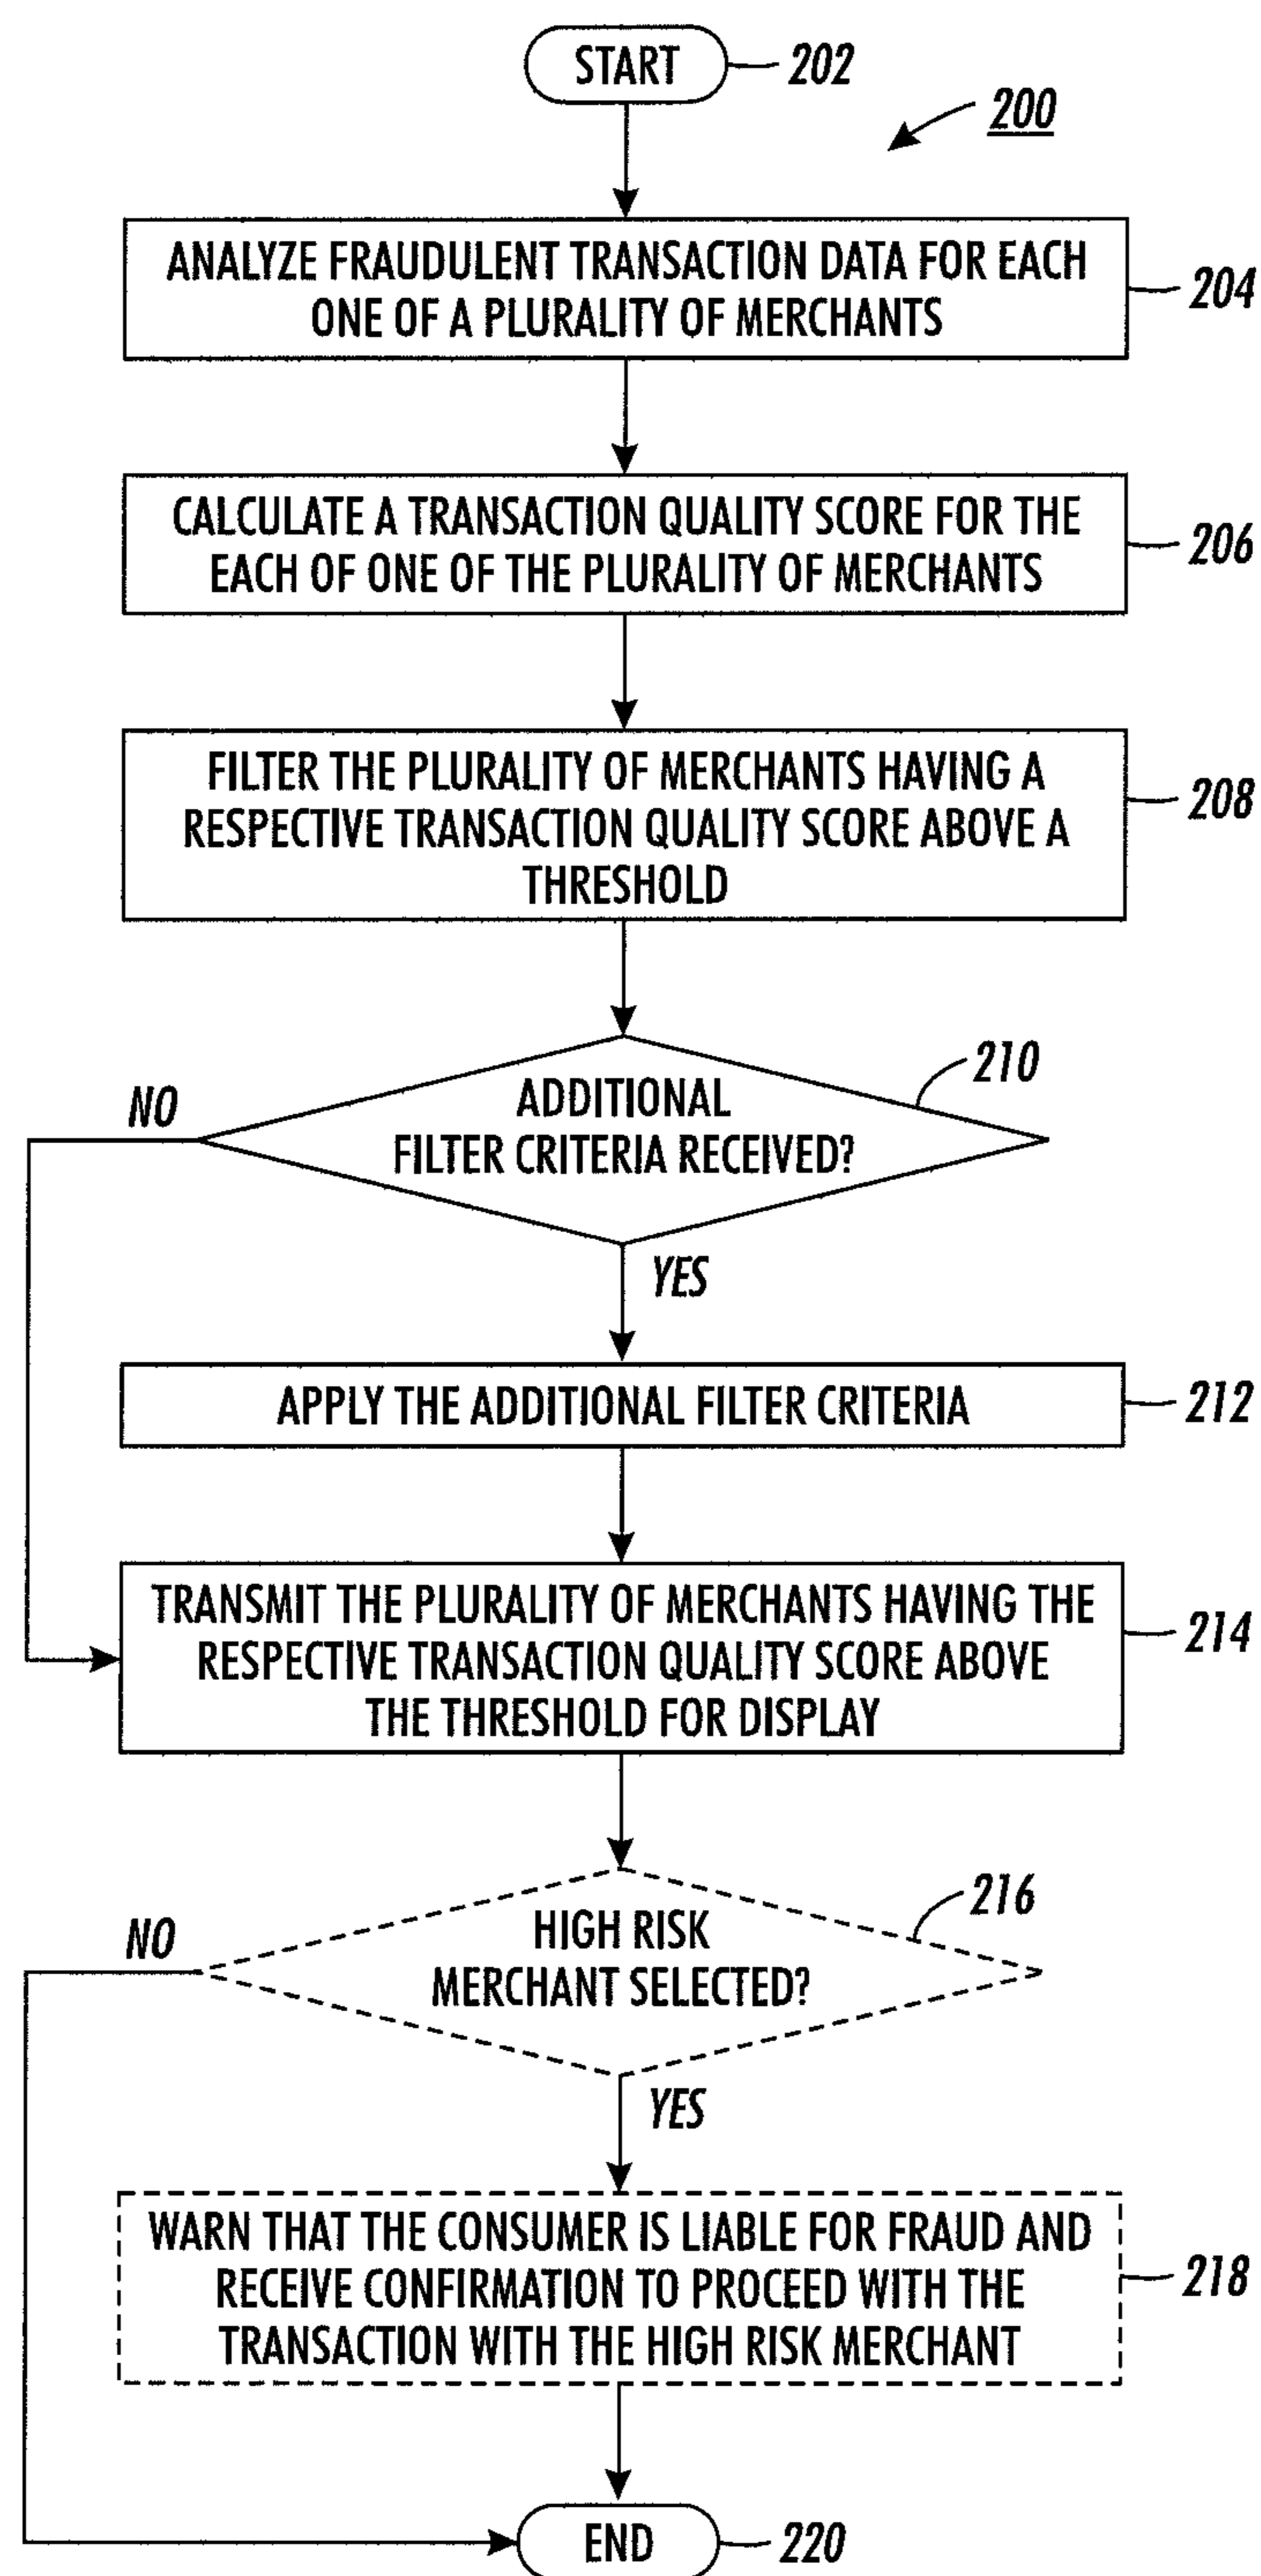 START
202
200
ANALYZE FRAUDULENT TRANSACTION DATA FOR EACH
ONE OF A PLURALITY OF MERCHANTS
204
CALCULATE A TRANSACTION QUALITY SCORE FOR THE
EACH OF ONE OF THE PLURALITY OF MERCHANTS
206
FILTER THE PLURALITY OF MERCHANTS HAVING A
RESPECTIVE TRANSACTION QUALITY SCORE ABOVE A
THRESHOLD
208
ADDITIONAL
FILTER CRITERIA RECEIVED?
210
NO
YES
APPLY THE ADDITIONAL FILTER CRITERIA
212
TRANSMIT THE PLURALITY OF MERCHANTS HAVING THE
RESPECTIVE TRANSACTION QUALITY SCORE ABOVE
THE THRESHOLD FOR DISPLAY
214
HIGH RISK
MERCHANT SELECTED?
216
NO
YES
WARN THAT THE CONSUMER IS LIABLE FOR FRAUD AND
RECEIVE CONFIRMATION TO PROCEED WITH THE
TRANSACTION WITH THE HIGH RISK MERCHANT
218
END
220